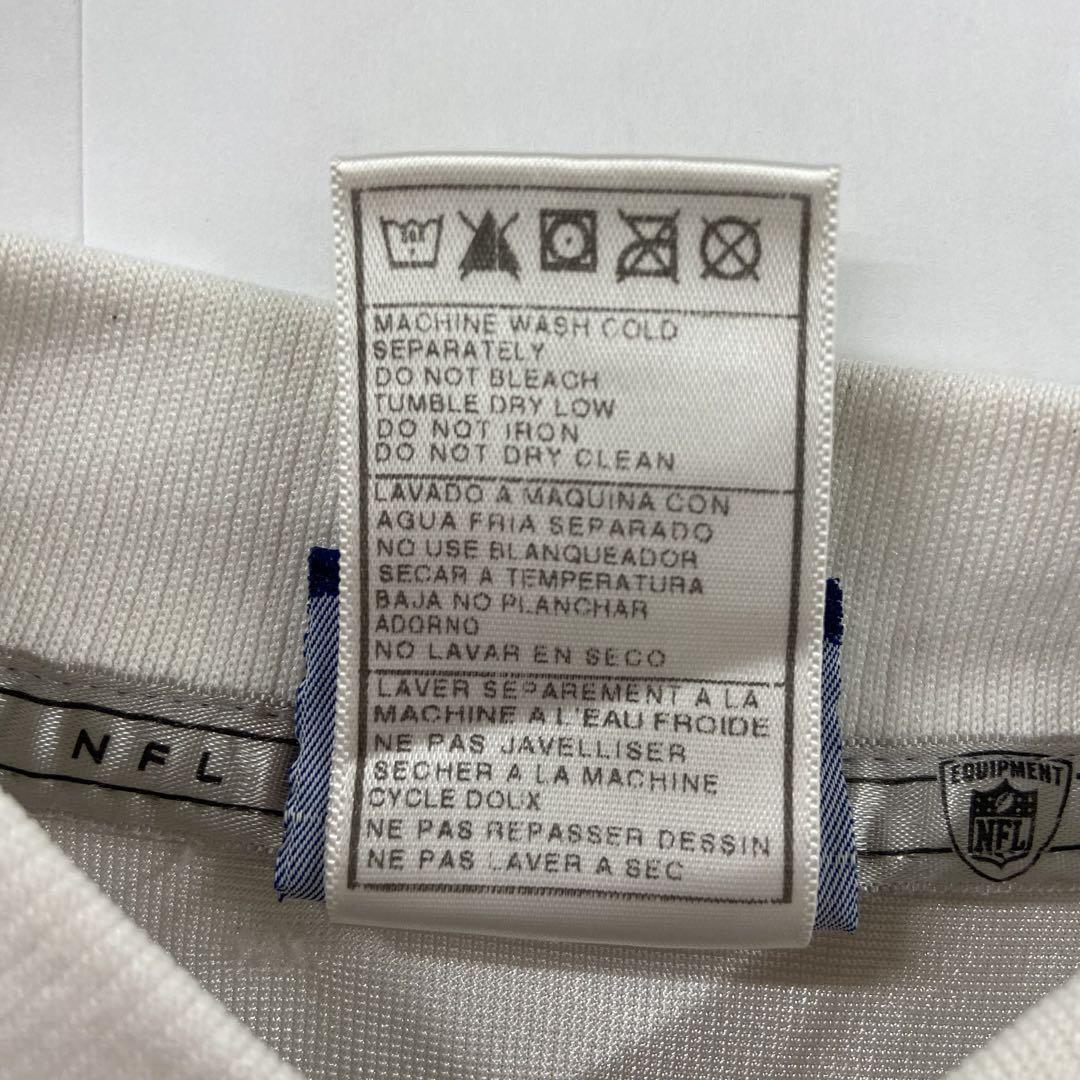 30
MACHINE WASH COLD
SEPARATELY
DO NOT BLEACH
TUMBLE DRY LOW
DO NOT IRON
DO NOT DRY CLEAN
LAVADO A MAQUINA CON
AGUA FRIA SEPARADO
NO USE BLANQUEADOR
SECAR A TEMPERATURA
BAJA NO PLANCHAR
ADORNO
NO LAVAR EN SECO
LAVER SEPAREMENT A LA
MACHINE A L'EAU FROIDE
NE PAS JAVELLISER
SECHER A LA MACHINE
CYCLE DOUX
NE PAS REPASSER DESSIN
NE PAS LAVER A SEC
NFL
EQUIPMENT
NFL